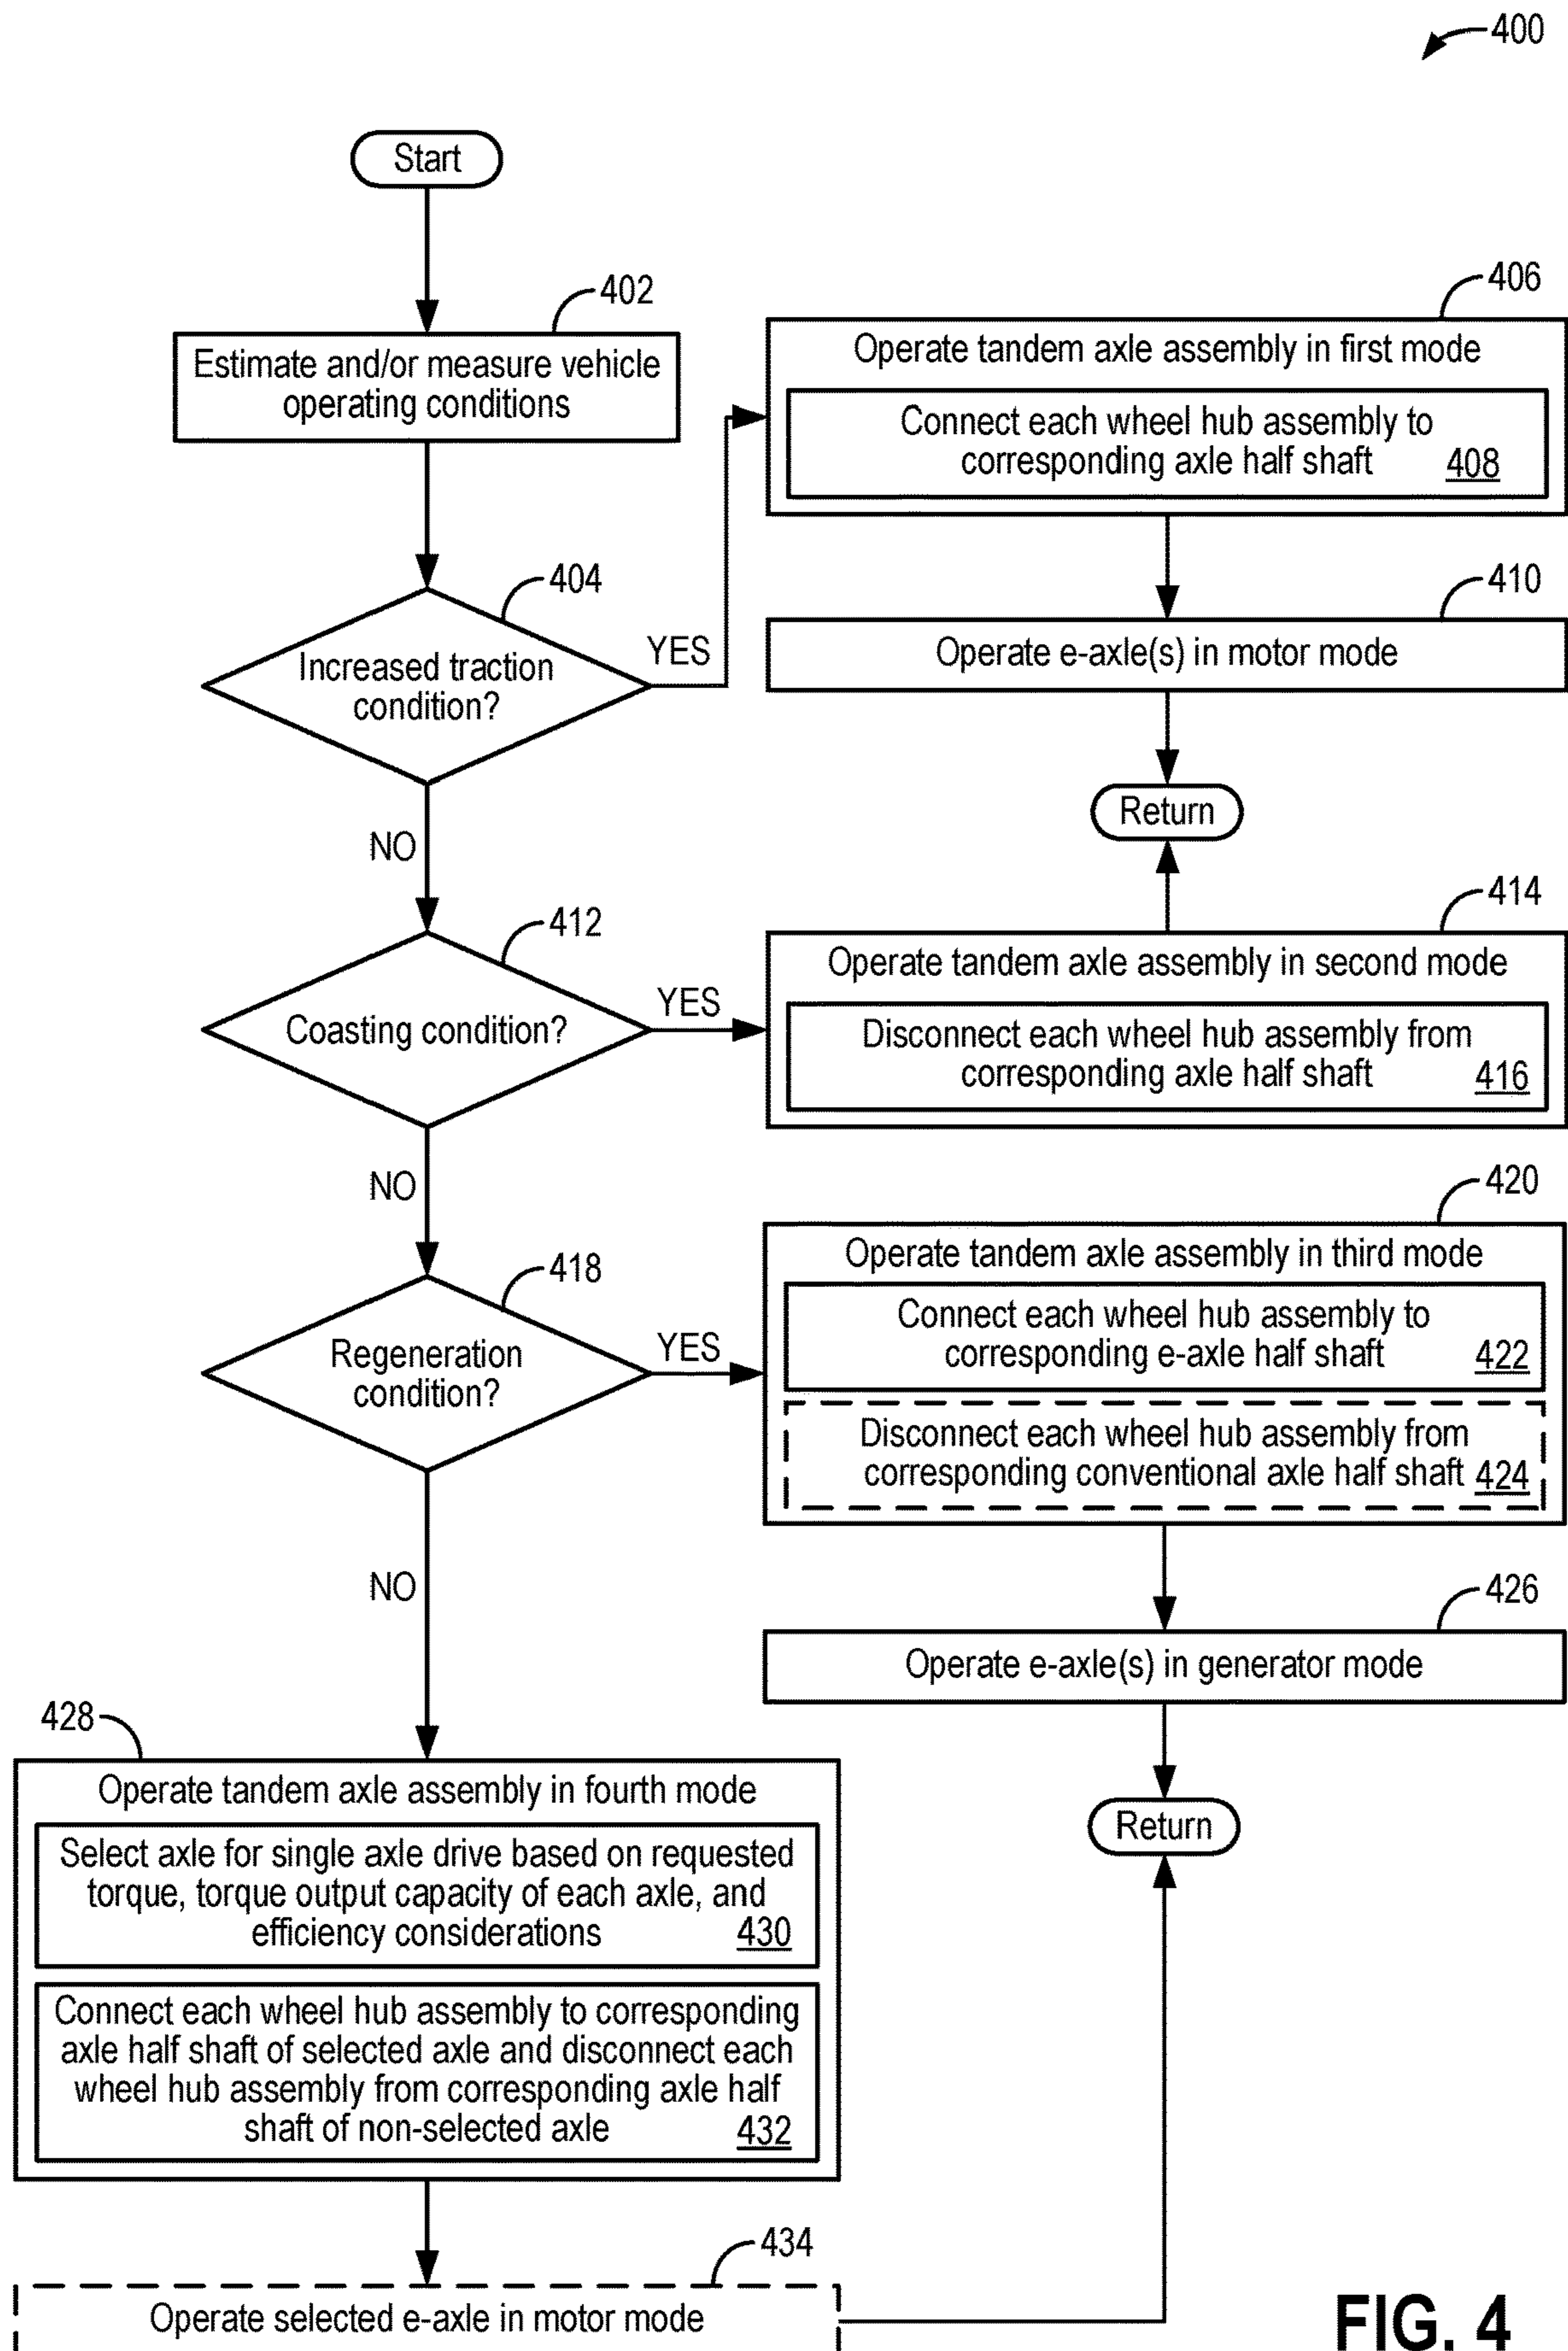 400
Start
402
Estimate and/or measure vehicle
operating conditions
404
Increased traction
condition?
YES
NO
406
Operate tandem axle assembly in first mode
Connect each wheel hub assembly to
corresponding axle half shaft 408
410
Operate e-axle(s) in motor mode
Return
412
Coasting condition?
YES
NO
414
Operate tandem axle assembly in second mode
Disconnect each wheel hub assembly from
corresponding axle half shaft 416
418
Regeneration
condition?
YES
NO
420
Operate tandem axle assembly in third mode
Connect each wheel hub assembly to
corresponding e-axle half shaft 422
Disconnect each wheel hub assembly from
corresponding conventional axle half shaft 424
426
Operate e-axle(s) in generator mode
Return
428
Operate tandem axle assembly in fourth mode
Select axle for single axle drive based on requested
torque, torque output capacity of each axle, and
efficiency considerations 430
Connect each wheel hub assembly to corresponding
axle half shaft of selected axle and disconnect each
wheel hub assembly from corresponding axle half
shaft of non-selected axle 432
434
Operate selected e-axle in motor mode
FIG. 4